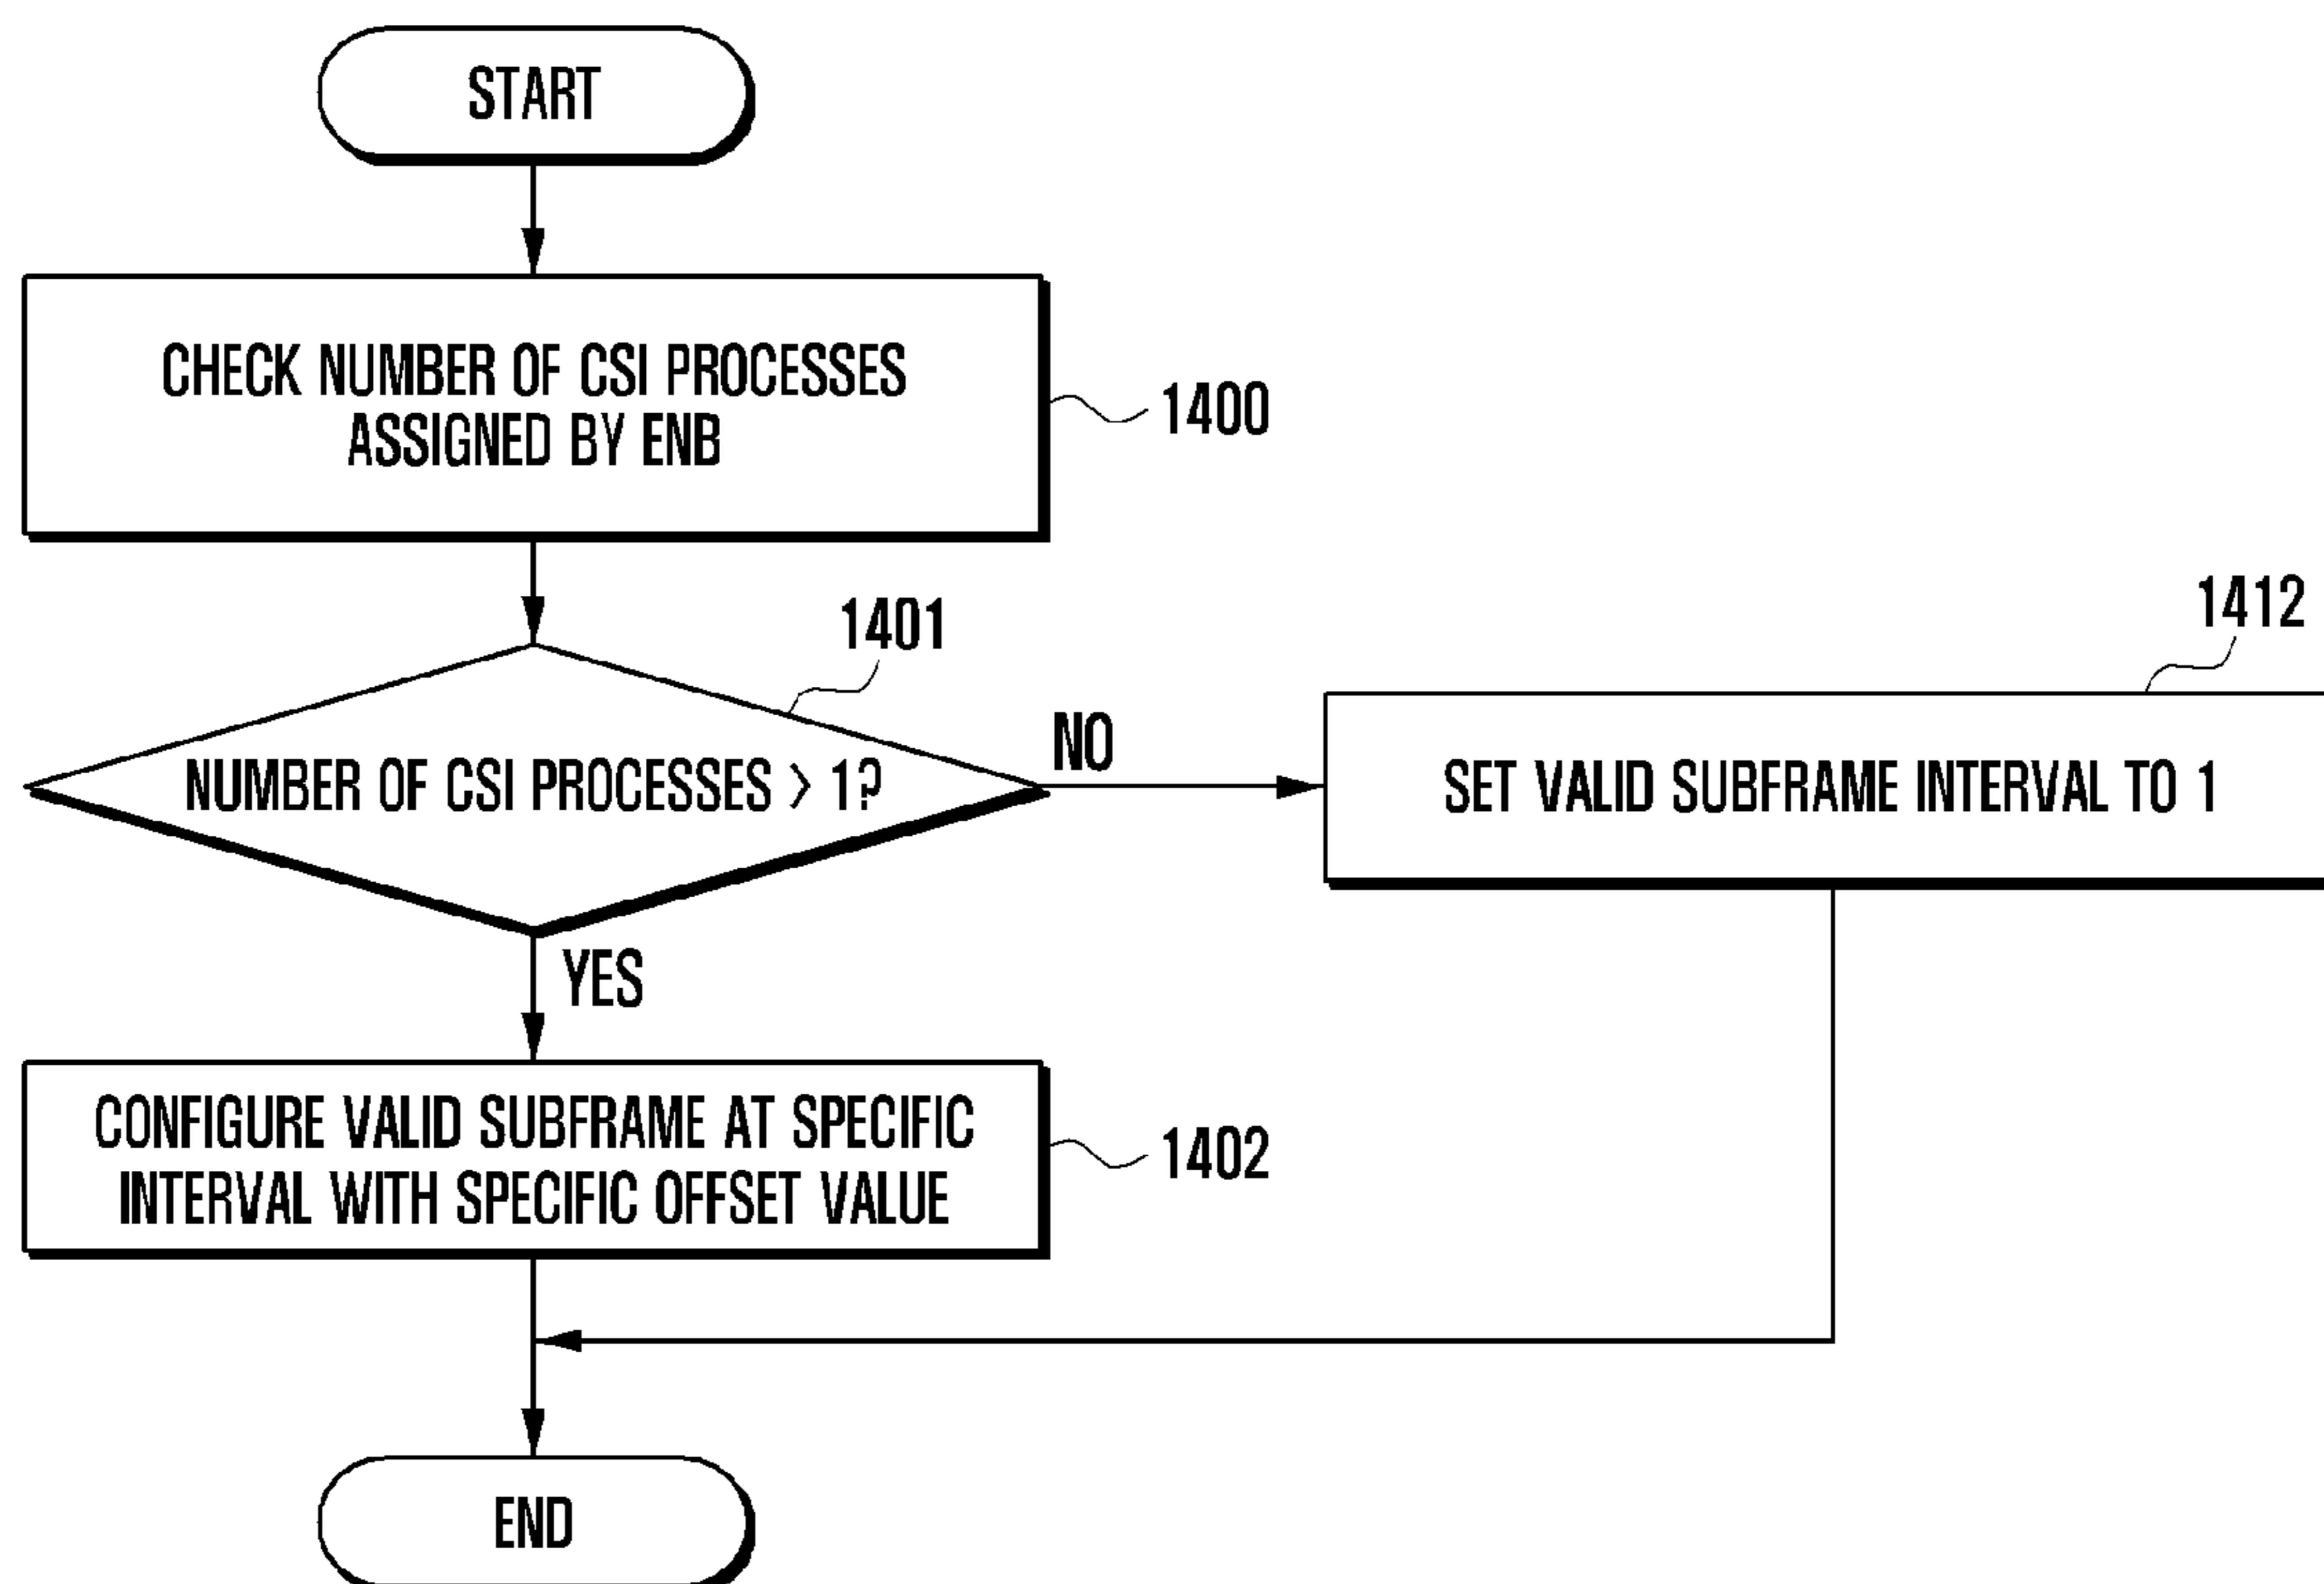 START
CHECK NUMBER OF CSI PROCESSES
ASSIGNED BY ENB
1400
1401
NUMBER OF CSI PROCESSES > 1?
NO
1412
SET VALID SUBFRAME INTERVAL TO 1
YES
CONFIGURE VALID SUBFRAME AT SPECIFIC
INTERVAL WITH SPECIFIC OFFSET VALUE
1402
END